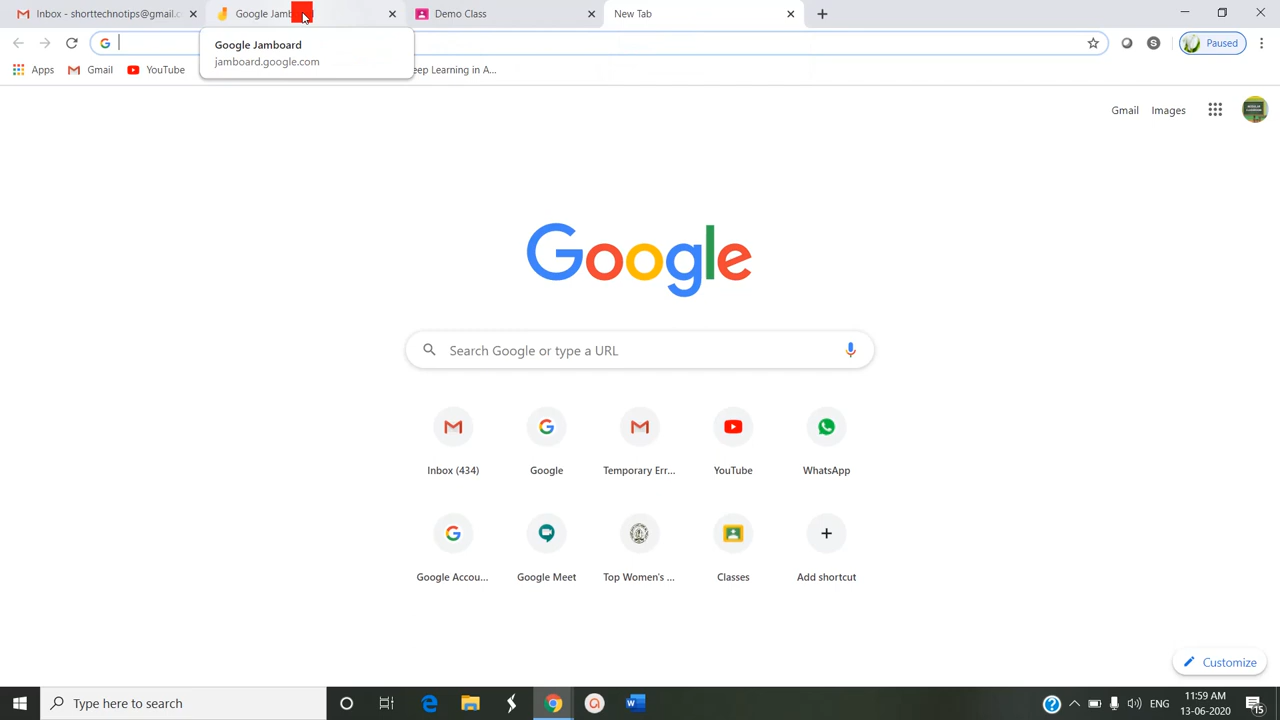 Inbox - shorttechnotips@gmail.c
Google Jamb
Demo Class
New Tab
Paused
Google Jamboard
jamboard.google.com
Apps
Gmail
YouTube
eep Learning in A...
Gmail
Images
Google
Search Google or type a URL
Inbox (434)
Google
Temporary Err...
YouTube
WhatsApp
Google Accou...
Google Meet
Top Women's ...
Classes
Add shortcut
Customize
Type here to search
ENG
11:59 AM
13-06-2020
15